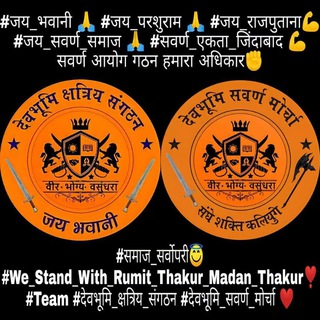 #जय_भवानी 🙏 #जय_परशुराम 🙏 #जय_राजपुताना💪
#जय_सवर्ण_समाज 🙏 #सवर्ण_एकता_जिंदाबाद 💪
सवर्ण आयोग गठन हमारा अधिकार✊
देवभूमि क्षत्रिय संगठन
वीर· भोग्य· वसुंधरा
जय भवानी
देवभूमि सवर्ण मोर्चा
वीर· भोग्य· वसुंधरा
संघे शक्ति कलियुगे
#समाज_सर्वोपरी😇
#We_Stand_With_Rumit_Thakur_Madan_Thakur❣️
#Team #देवभूमि_क्षत्रिय_संगठन #देवभूमि_सवर्ण_मोर्चा ❤️